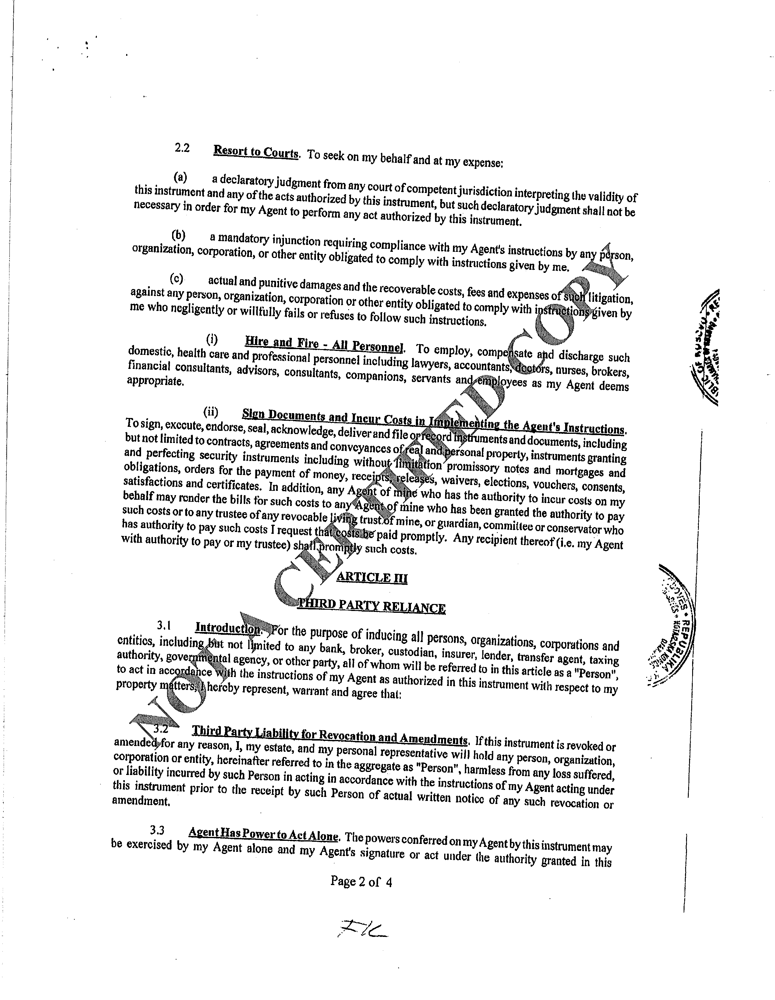 2.2 Resort to Courts. To seek on my behalf and at my expense:
(a) a declaratory judgment from any court of competent jurisdiction interpreting the validity of
this instrument and any of the acts authorized by this instrument, but such declaratory judgment shall not be
necessary in order for my Agent to perform any act authorized by this instrument.
(b) a mandatory injunction requiring compliance with my Agent's instructions by any person,
organization, corporation, or other entity obligated to comply with instructions given by me.
(c) actual and punitive damages and the recoverable costs, fees and expenses of such litigation,
against any person, organization, corporation or other entity obligated to comply with instructions given by
me who negligently or willfully fails or refuses to follow such instructions.
(i) Hire and Fire - All Personnel. To employ, compensate and discharge such
domestic, health care and professional personnel including lawyers, accountants, doctors, nurses, brokers,
financial consultants, advisors, consultants, companions, servants and employees as my Agent deems
appropriate.
(ii) Sign Documents and Incur Costs in Implementing the Agent's Instructions.
To sign, execute, endorse, seal, acknowledge, deliver and file or record instruments and documents, including
but not limited to contracts, agreements and conveyances of real and personal property, instruments granting
and perfecting security instruments including without limitation promissory notes and mortgages and
obligations, orders for the payment of money, receipts, releases, waivers, elections, vouchers, consents,
satisfactions and certificates. In addition, any Agent of mine who has the authority to incur costs on my
behalf may render the bills for such costs to any Agent of mine who has been granted the authority to pay
such costs or to any trustee of any revocable living trust of mine, or guardian, committee or conservator who
has authority to pay such costs I request that costs be paid promptly. Any recipient thereof (i.e. my Agent
with authority to pay or my trustee) shall promptly such costs.
ARTICLE III
THIRD PARTY RELIANCE
3.1 Introduction. For the purpose of inducing all persons, organizations, corporations and
entities, including but not limited to any bank, broker, custodian, insurer, lender, transfer agent, taxing
authority, governmental agency, or other party, all of whom will be referred to in this article as a "Person",
to act in accordance with the instructions of my Agent as authorized in this instrument with respect to my
property matters, I hereby represent, warrant and agree that:
3.2 Third Party Liability for Revocation and Amendments. If this instrument is revoked or
amended for any reason, I, my estate, and my personal representative will hold any person, organization,
corporation or entity, hereinafter referred to in the aggregate as "Person", harmless from any loss suffered,
or liability incurred by such Person in acting in accordance with the instructions of my Agent acting under
this instrument prior to the receipt by such Person of actual written notice of any such revocation or
amendment.
3.3 Agent Has Power to Act Alone. The powers conferred on my Agent by this instrument may
be exercised by my Agent alone and my Agent's signature or act under the authority granted in this
Page 2 of 4
FK
NOT A CERTIFIED COPY
REPUBLIKA